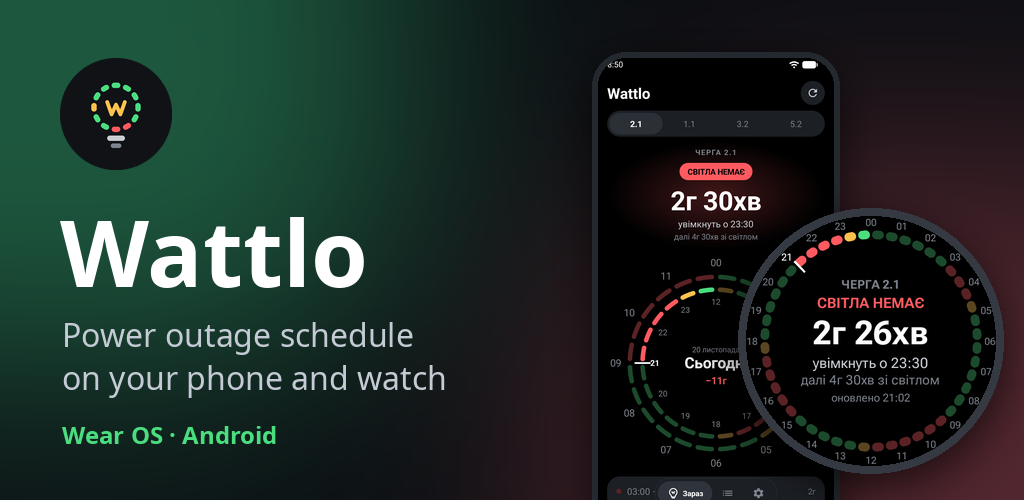 W
Wattlo
Power outage schedule
on your phone and watch
Wear OS · Android
8:50
Wattlo
2.1 1.1 3.2 5.2
ЧЕРГА 2.1
СВІТЛА НЕМАЄ
2г 30хв
увімкнуть о 23:30
далі 4г 30хв зі світлом
00
11
10
09
08
07
06
12
23
22
21
20
19
18
17
20 листопада
Сьогодн
−11г
03:00 -
Зараз
2г
00
01
02
03
04
05
06
07
08
09
10
11
12
13
14
15
16
17
18
19
20
21
22
23
ЧЕРГА 2.1
СВІТЛА НЕМАЄ
2г 26хв
увімкнуть о 23:30
далі 4г 30хв зі світлом
оновлено 21:02